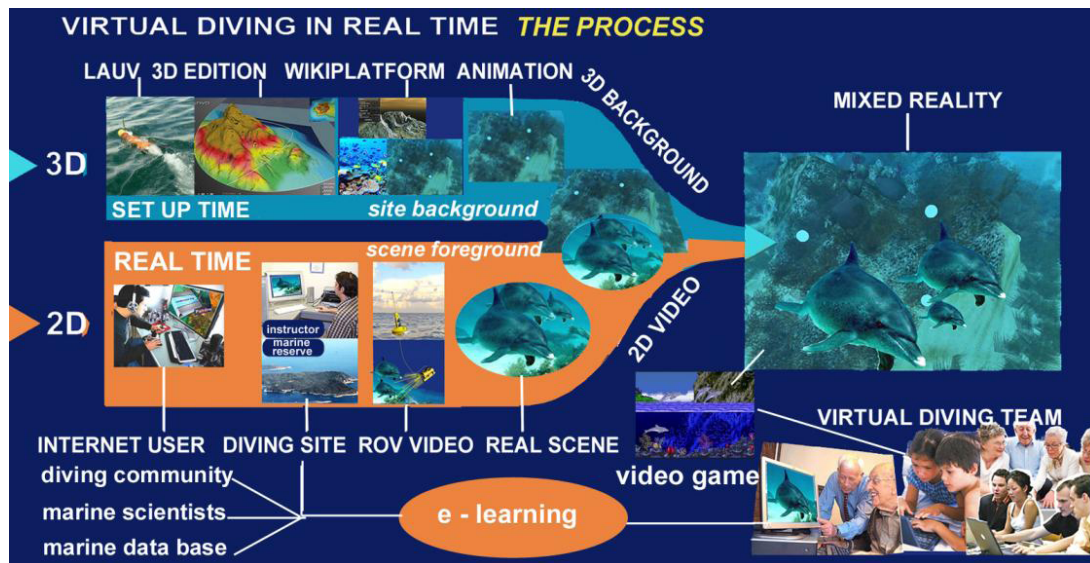 VIRTUAL DIVING IN REAL TIME THE PROCESS
LAUV 3D EDITION WIKIPLATFORM ANIMATION
3D BACKGROUND
MIXED REALITY
3D
SET UP TIME
site background
scene foreground
REAL TIME
2D
instructor
marine reserve
2D VIDEO
INTERNET USER DIVING SITE ROV VIDEO REAL SCENE
VIRTUAL DIVING TEAM
video game
diving community
marine scientists
marine data base
e - learning